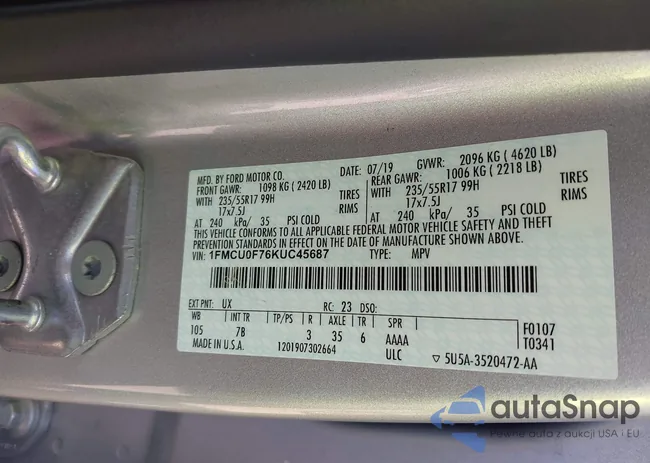 MFD. BY FORD MOTOR CO. DATE: 07/19 GVWR: 2096 KG ( 4620 LB)
FRONT GAWR: 1098 KG ( 2420 LB) REAR GAWR: 1006 KG ( 2218 LB)
WITH 235/55R17 99H TIRES WITH 235/55R17 99H TIRES
17x7.5J RIMS 17x7.5J RIMS
AT 240 kPa/ 35 PSI COLD AT 240 kPa/ 35 PSI COLD
THIS VEHICLE CONFORMS TO ALL APPLICABLE FEDERAL MOTOR VEHICLE SAFETY AND THEFT
PREVENTION STANDARDS IN EFFECT ON THE DATE OF MANUFACTURE SHOWN ABOVE.
VIN: 1FMCU0F76KUC45687 TYPE: MPV
EXT PNT: UX RC: 23 DSO:
WB INT TR TP/PS R AXLE TR SPR
105 7B 3 35 6 AAAA
F0107
T0341
MADE IN U.S.A. 1201907302664 ULC ▽ 5U5A-3520472-AA
autaSnap
Pewne auto z aukcji USA i EU